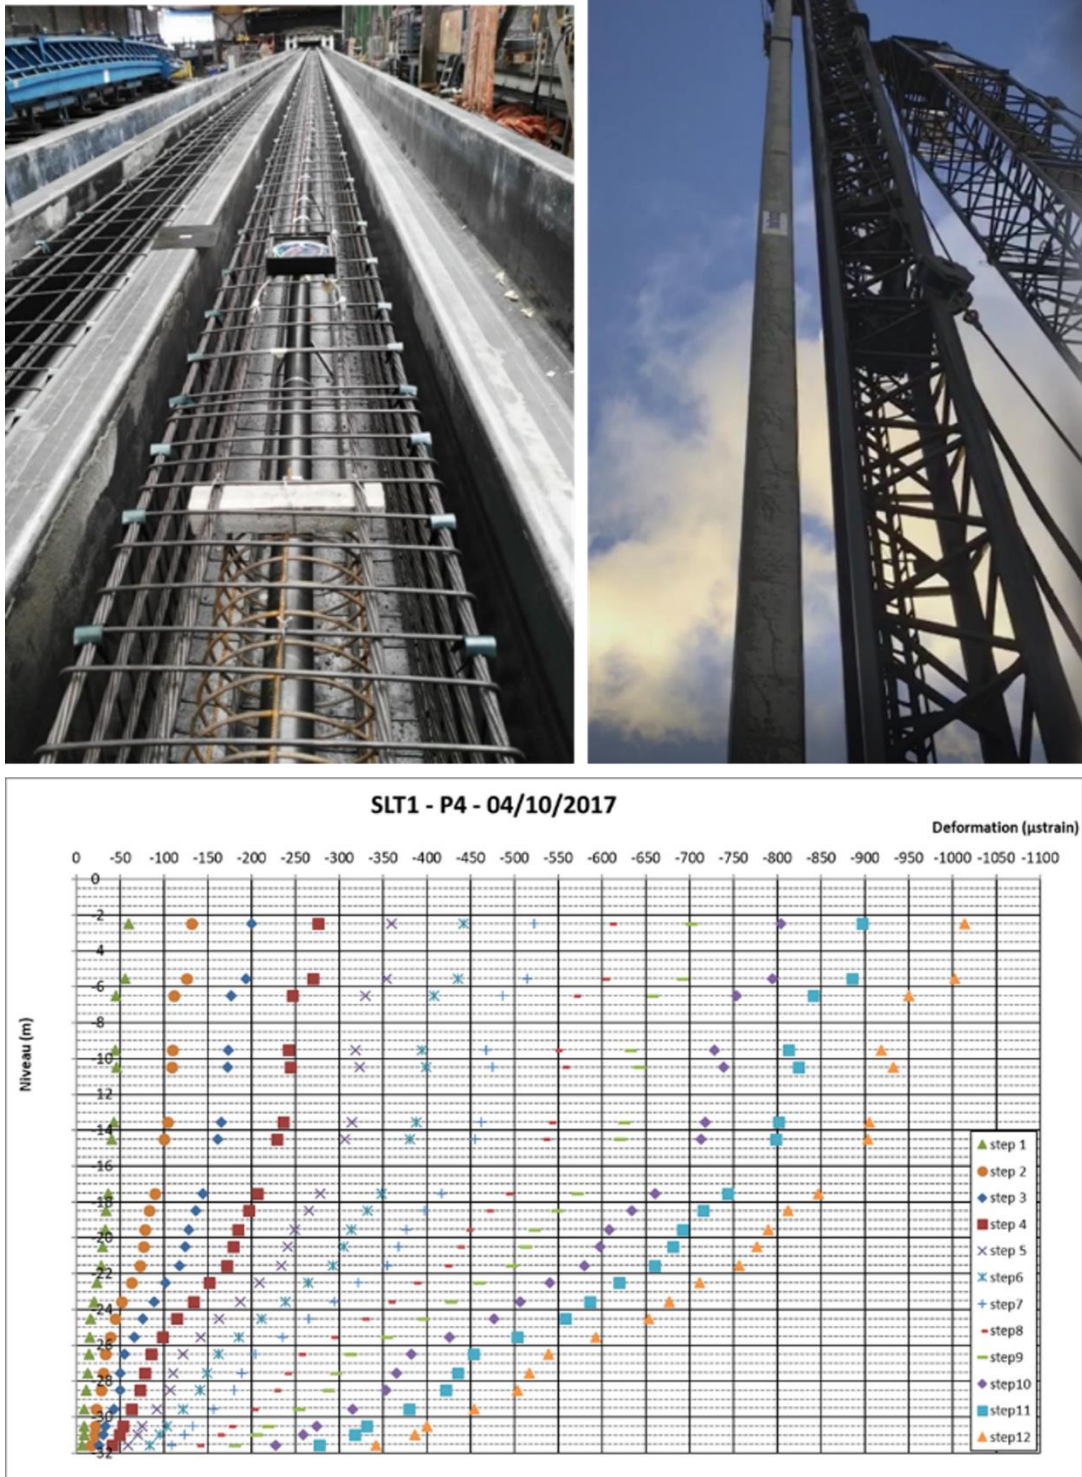 SLT1 - P4 - 04/10/2017
Deformation (µstrain)
0 -50 -100 -150 -200 -250 -300 -350 -400 -450 -500 -550 -600 -650 -700 -750 -800 -850 -900 -950 -1000 -1050 -1100
Niveau (m)
0
-2
-4
-6
-8
-10
-12
-14
-16
-18
-20
-22
-24
-26
-28
-30
-32
step 1
step 2
step 3
step 4
step 5
step6
step7
step8
step9
step10
step11
step12